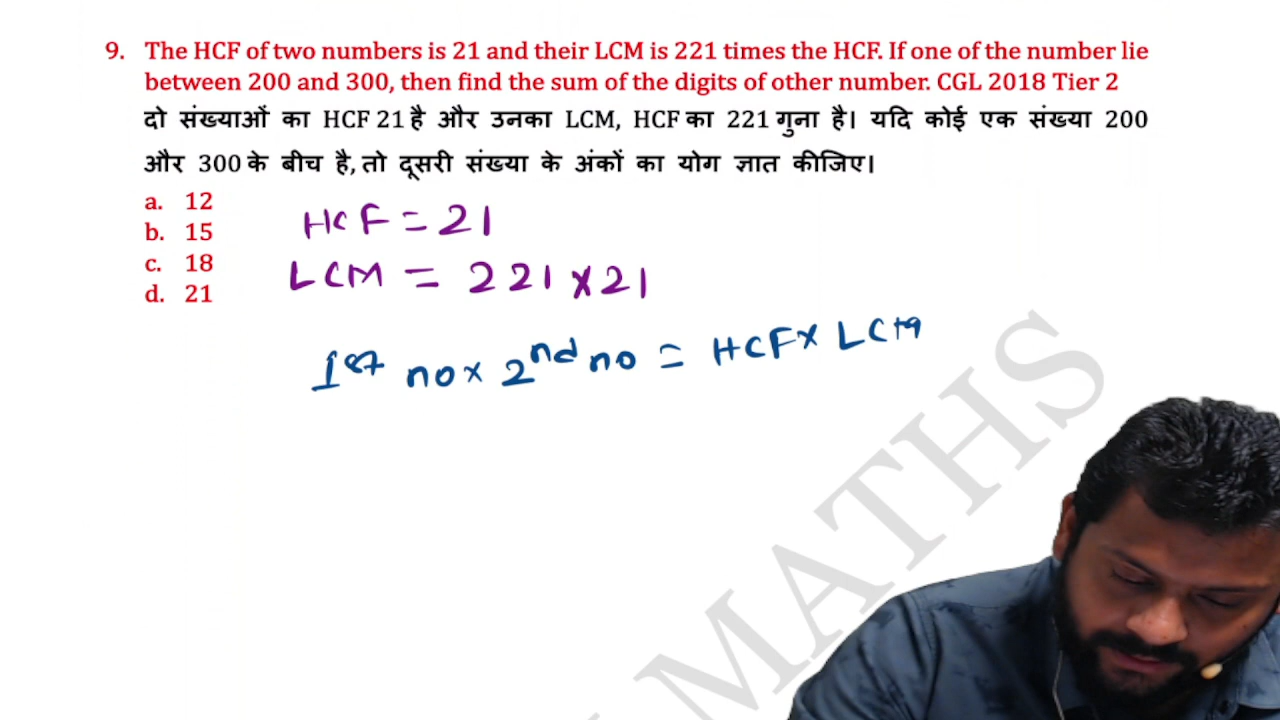 9. The HCF of two numbers is 21 and their LCM is 221 times the HCF. If one of the number lie
between 200 and 300, then find the sum of the digits of other number. CGL 2018 Tier 2
दो संख्याओं का HCF 21 है और उनका LCM, HCF का 221 गुना है। यदि कोई एक संख्या 200
और 300 के बीच है, तो दूसरी संख्या के अंकों का योग ज्ञात कीजिए।
a. 12
b. 15
c. 18
d. 21
HCF = 21
LCM = 221 × 21
1st no × 2nd no = HCF × LCM
MATHS